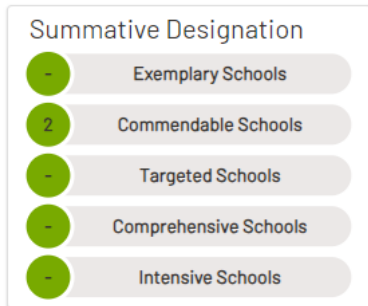 Summative Designation
- Exemplary Schools
2 Commendable Schools
- Targeted Schools
- Comprehensive Schools
- Intensive Schools